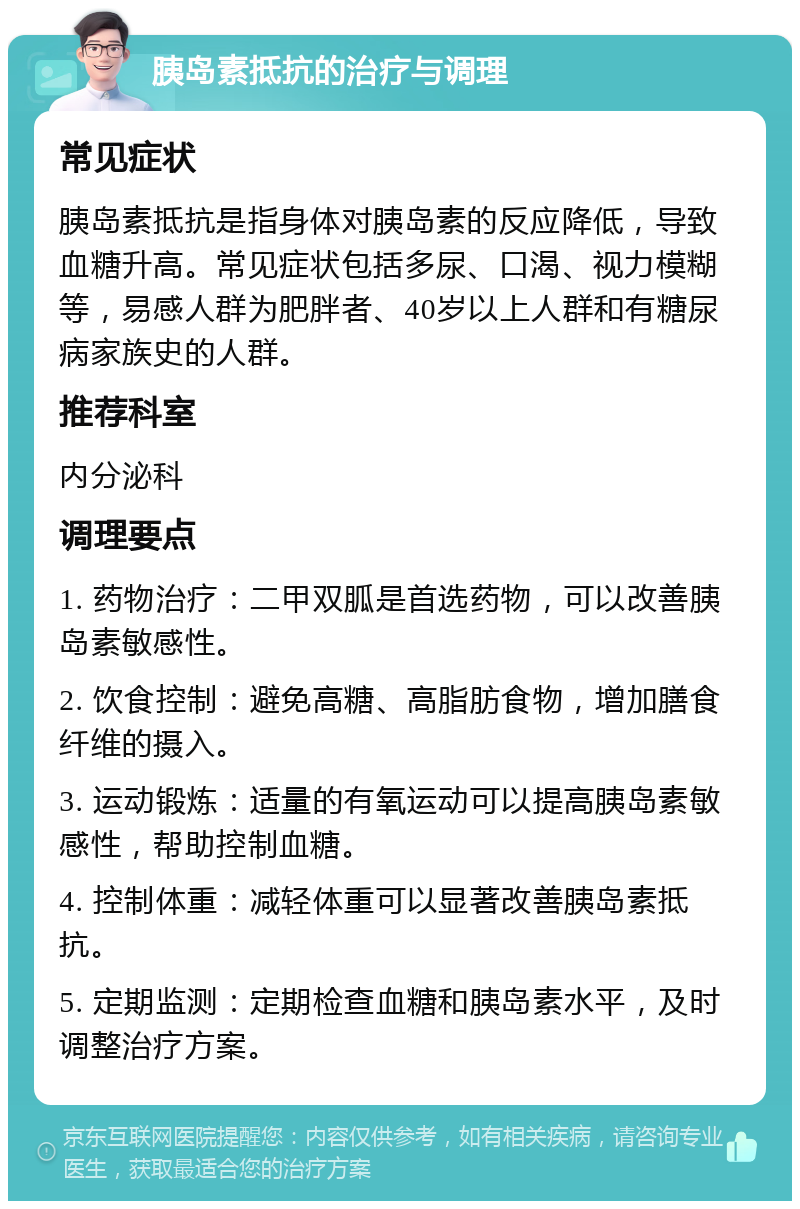 胰岛素抵抗的治疗与调理
常见症状
胰岛素抵抗是指身体对胰岛素的反应降低，导致
血糖升高。常见症状包括多尿、口渴、视力模糊
等，易感人群为肥胖者、40岁以上人群和有糖尿
病家族史的人群。
推荐科室
内分泌科
调理要点
1. 药物治疗：二甲双胍是首选药物，可以改善胰
岛素敏感性。
2. 饮食控制：避免高糖、高脂肪食物，增加膳食
纤维的摄入。
3. 运动锻炼：适量的有氧运动可以提高胰岛素敏
感性，帮助控制血糖。
4. 控制体重：减轻体重可以显著改善胰岛素抵
抗。
5. 定期监测：定期检查血糖和胰岛素水平，及时
调整治疗方案。
京东互联网医院提醒您：内容仅供参考，如有相关疾病，请咨询专业
医生，获取最适合您的治疗方案